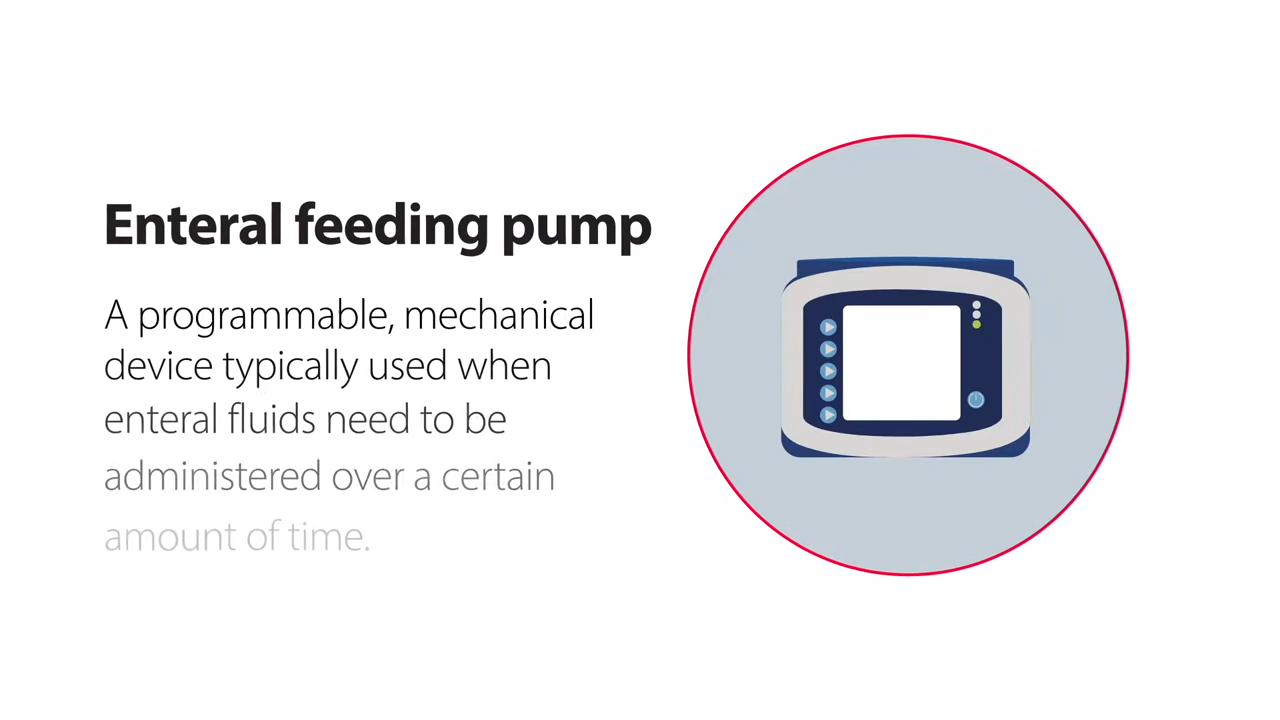 Enteral feeding pump
A programmable, mechanical
device typically used when
enteral fluids need to be
administered over a certain
amount of time.